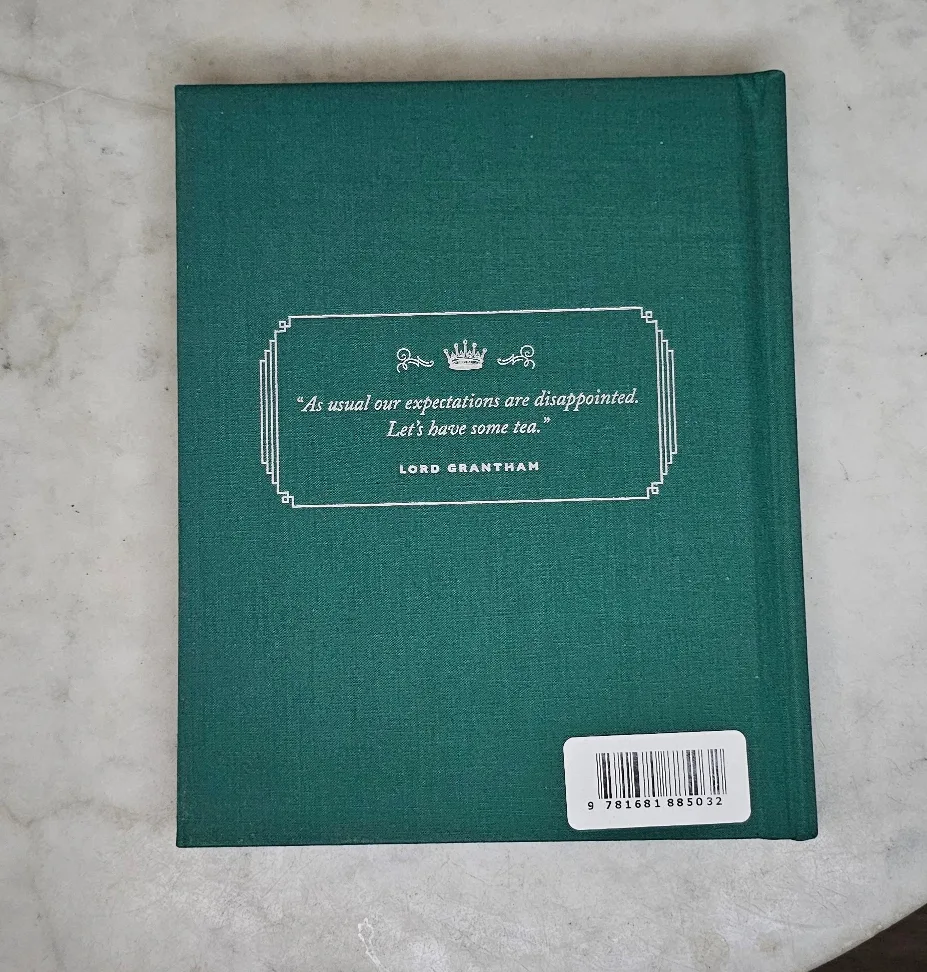 “As usual our expectations are disappointed.
Let’s have some tea.”
LORD GRANTHAM
9 781681 885032